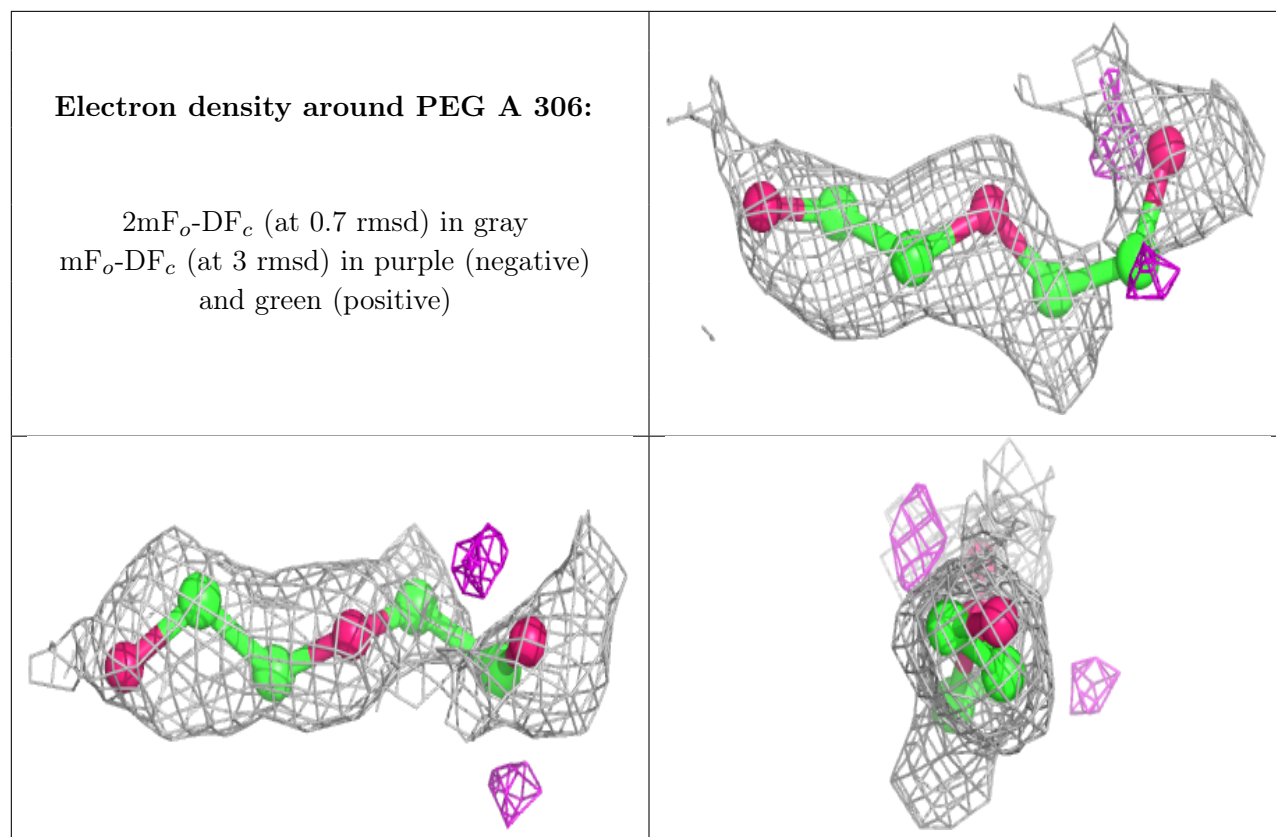 Electron density around PEG A 306:
2mFo-DFc (at 0.7 rmsd) in gray
mFo-DFc (at 3 rmsd) in purple (negative)
and green (positive)